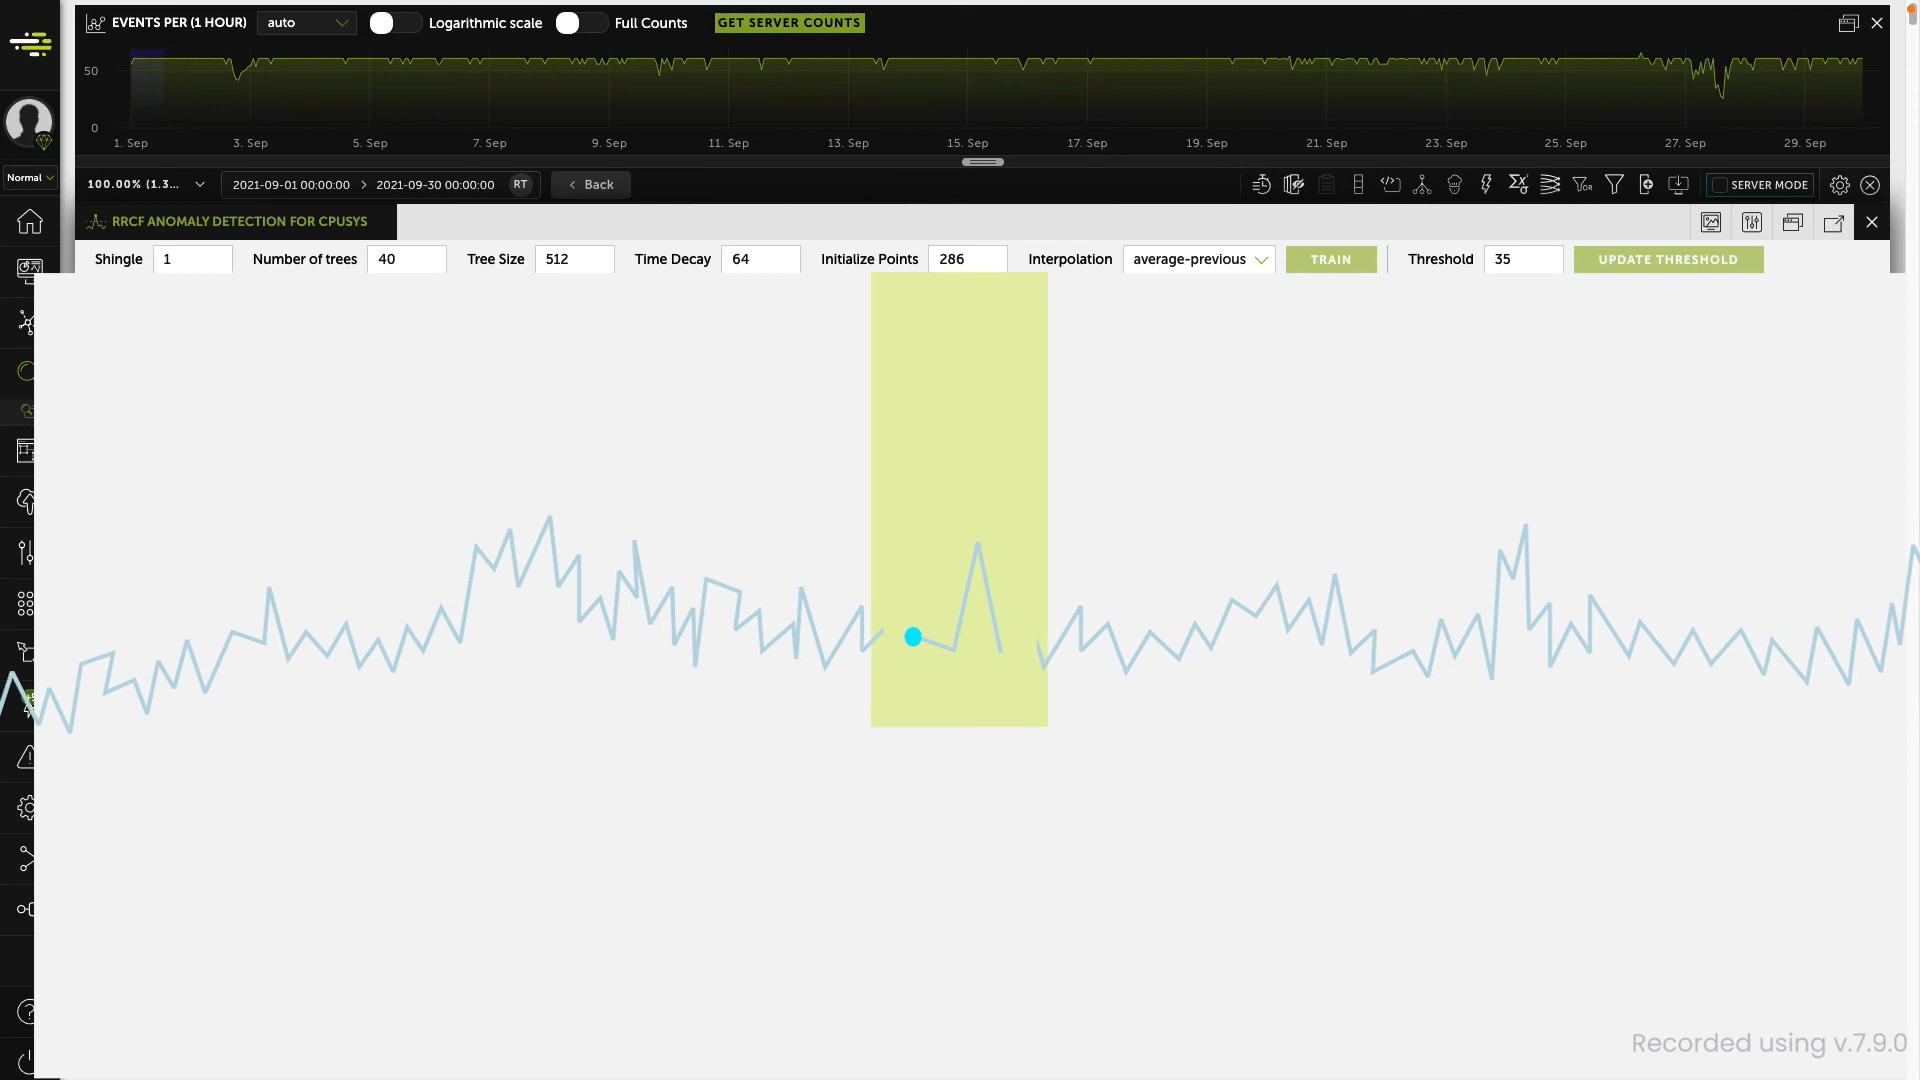 EVENTS PER (1 HOUR) auto Logarithmic scale Full Counts GET SERVER COUNTS
50
0
1. Sep 3. Sep 5. Sep 7. Sep 9. Sep 11. Sep 13. Sep 15. Sep 17. Sep 19. Sep 21. Sep 23. Sep 25. Sep 27. Sep 29. Sep
Normal
100.00% (1.3... 2021-09-01 00:00:00 > 2021-09-30 00:00:00 RT < Back SERVER MODE
RRCF ANOMALY DETECTION FOR CPUSYS
Shingle 1 Number of trees 40 Tree Size 512 Time Decay 64 Initialize Points 286 Interpolation average-previous TRAIN Threshold 35 UPDATE THRESHOLD
Recorded using v.7.9.0